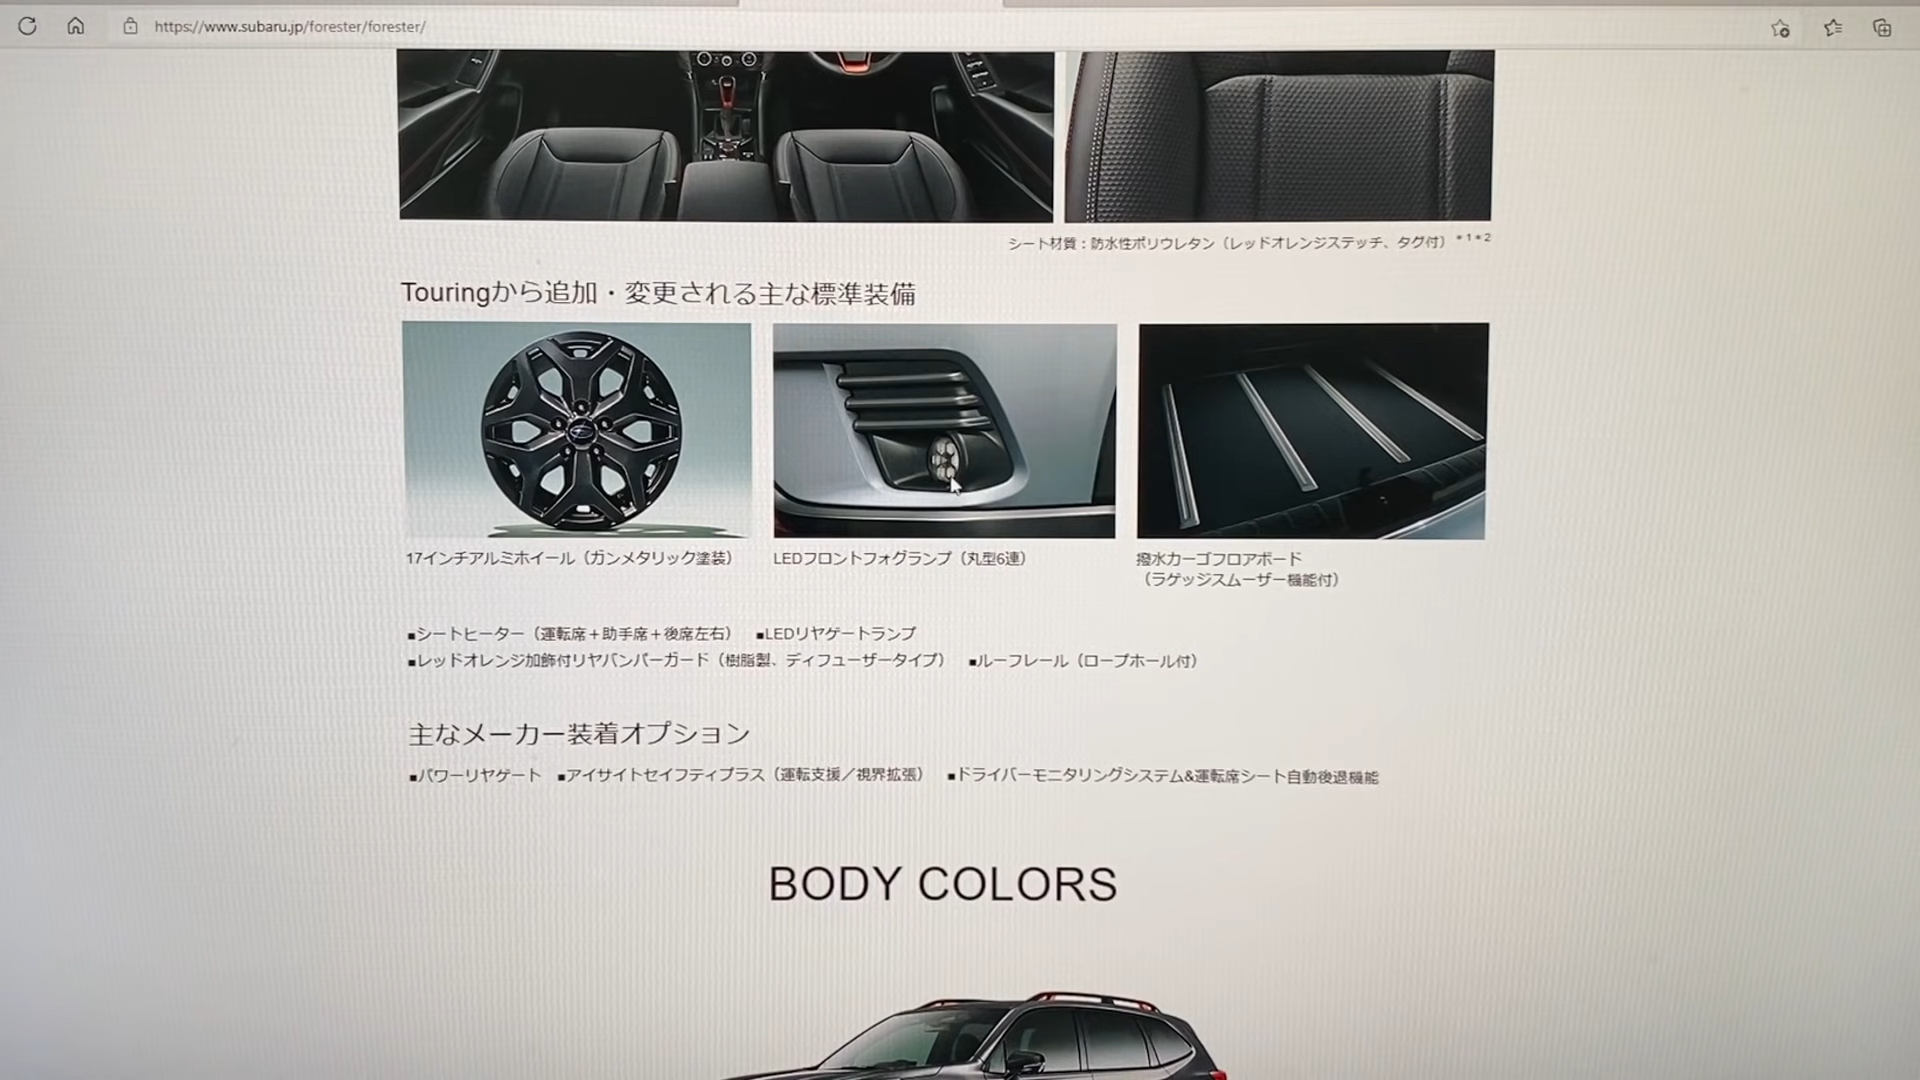 https://www.subaru.jp/forester/forester/
シート材質：防水性ポリウレタン（レッドオレンジステッチ、タグ付）＊1＊2
Touringから追加・変更される主な標準装備
17インチアルミホイール（ガンメタリック塗装）
LEDフロントフォグランプ（丸型6連）
撥水カーゴフロアボード
（ラゲッジスムーザー機能付）
■シートヒーター（運転席＋助手席＋後席左右） ■LEDリヤゲートランプ
■レッドオレンジ加飾付リヤバンパーガード（樹脂製、ディフューザータイプ） ■ルーフレール（ロープホール付）
主なメーカー装着オプション
■パワーリヤゲート ■アイサイトセイフティプラス（運転支援／視界拡張） ■ドライバーモニタリングシステム&運転席シート自動後退機能
BODY COLORS